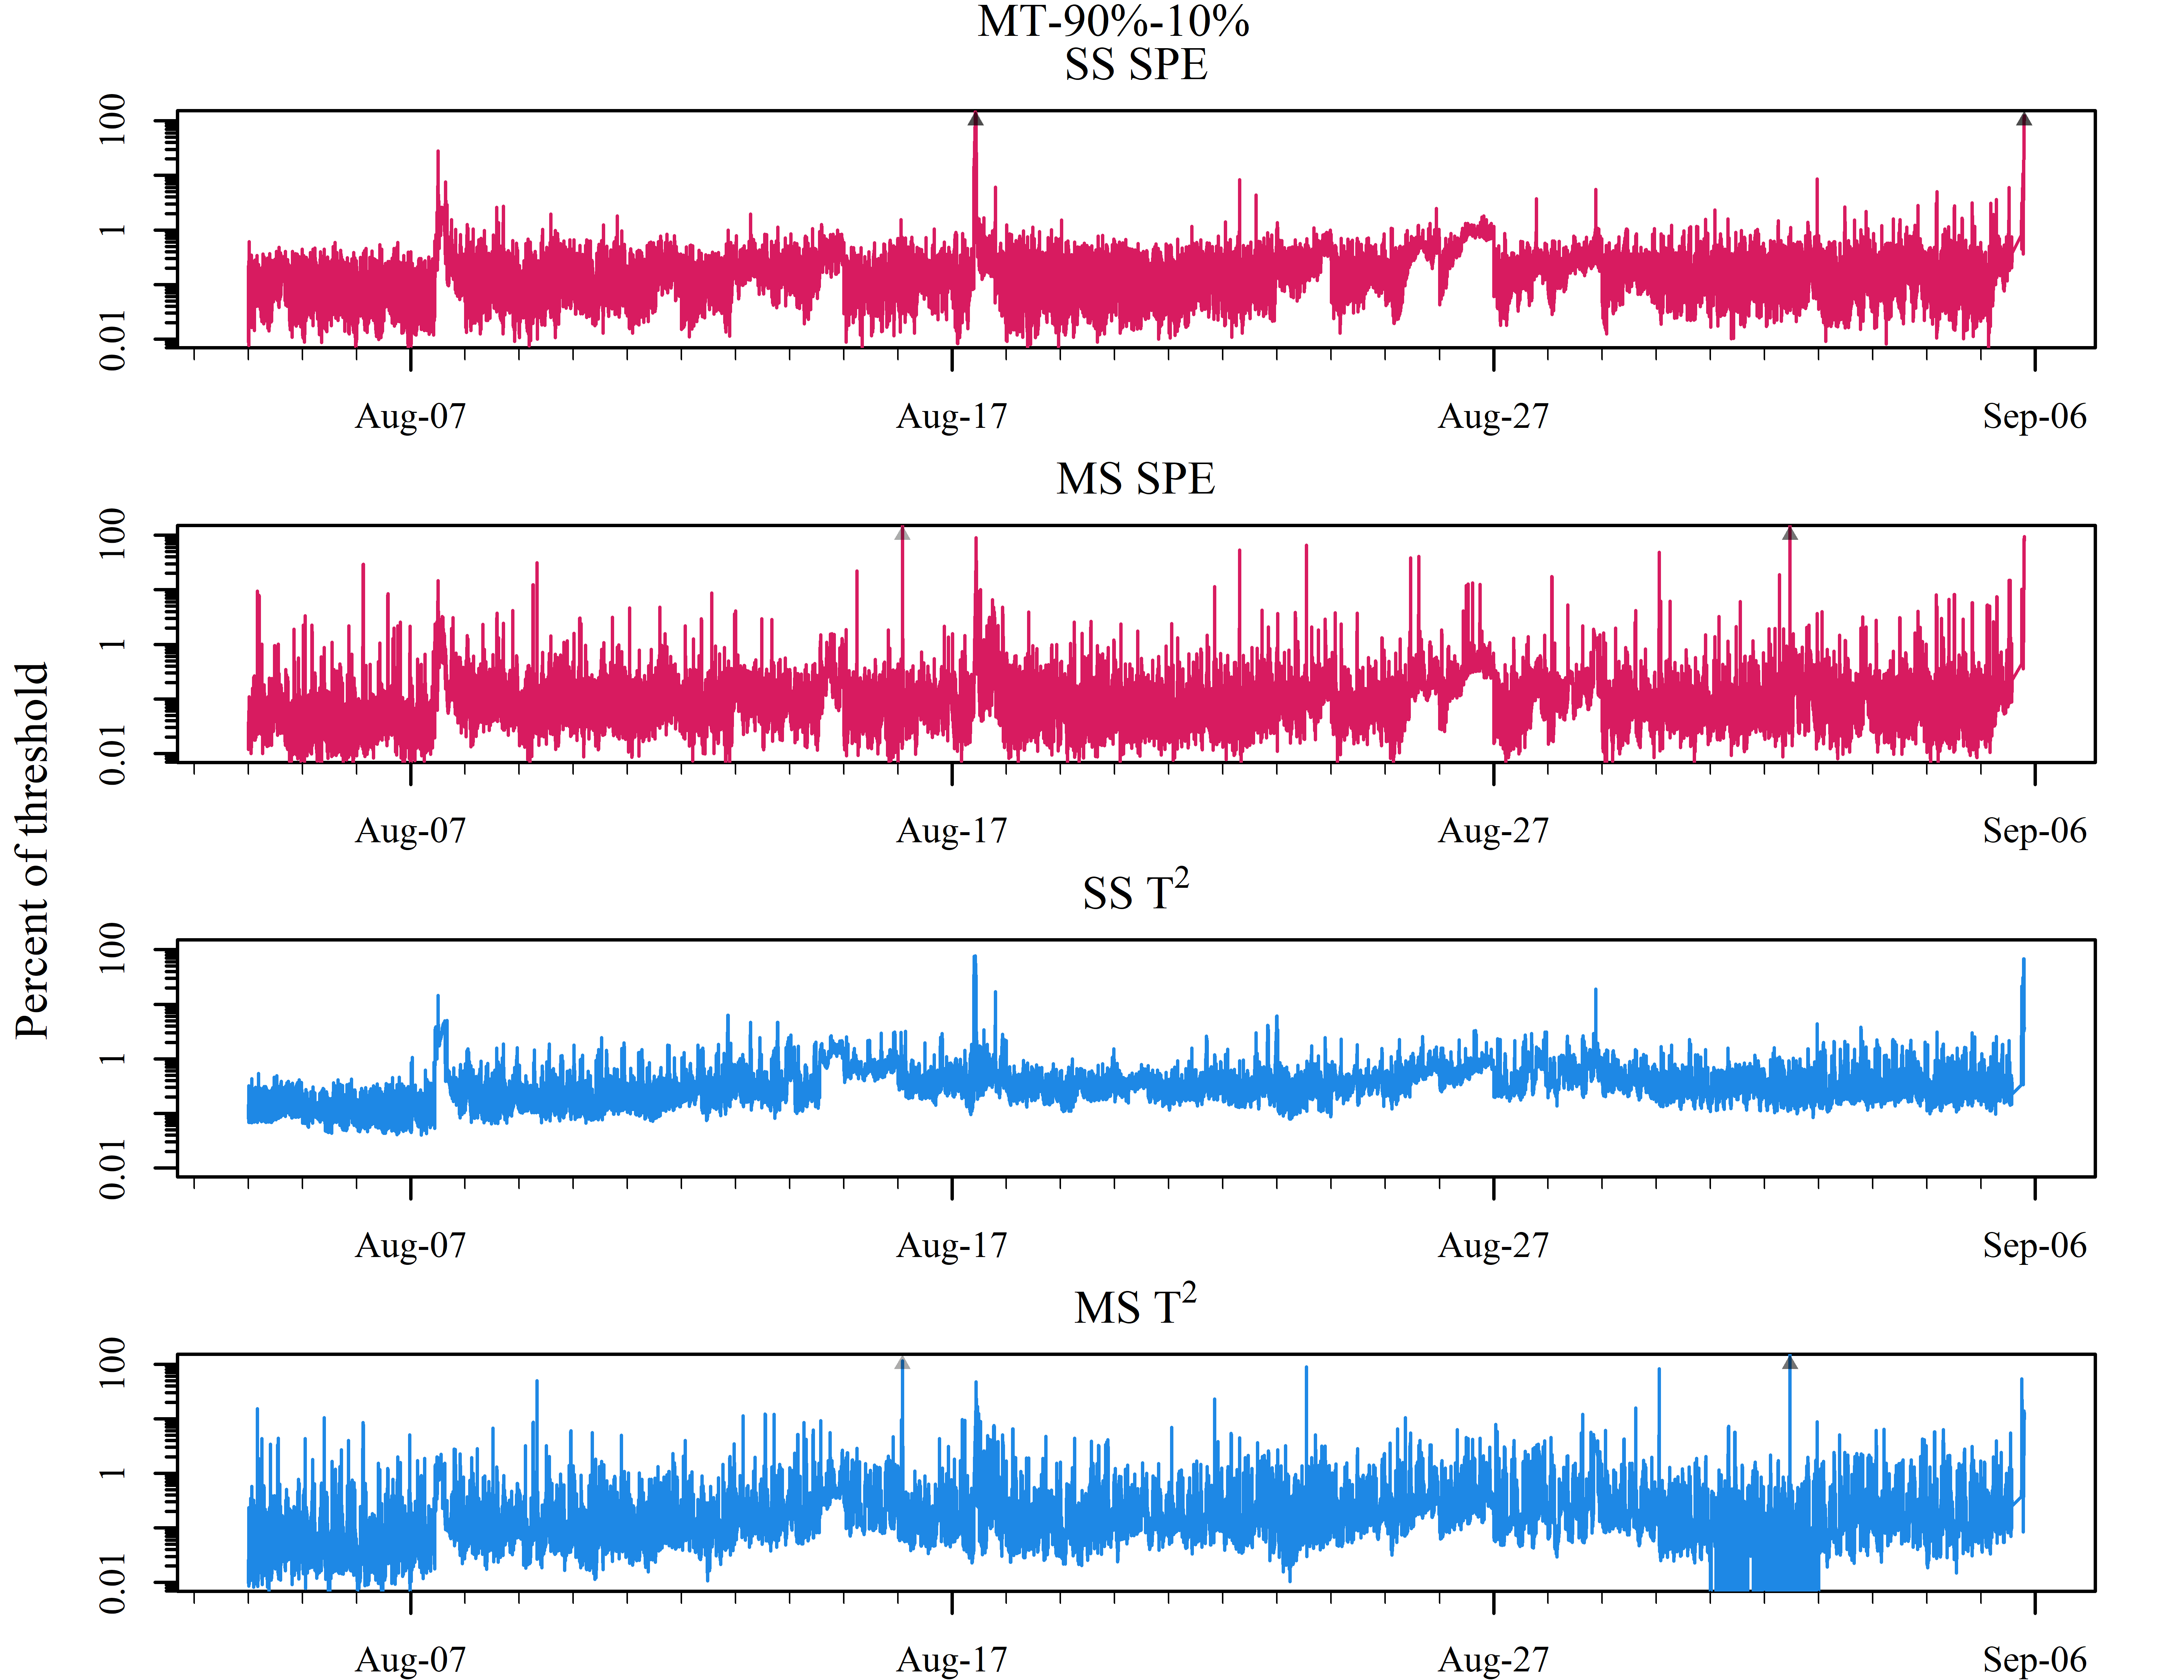 MT-90%-10%
SS SPE
100
1
0.01
Aug-07 Aug-17 Aug-27 Sep-06
MS SPE
100
1
0.01
Aug-07 Aug-17 Aug-27 Sep-06
Percent of threshold
SS T²
100
1
0.01
Aug-07 Aug-17 Aug-27 Sep-06
MS T²
100
1
0.01
Aug-07 Aug-17 Aug-27 Sep-06